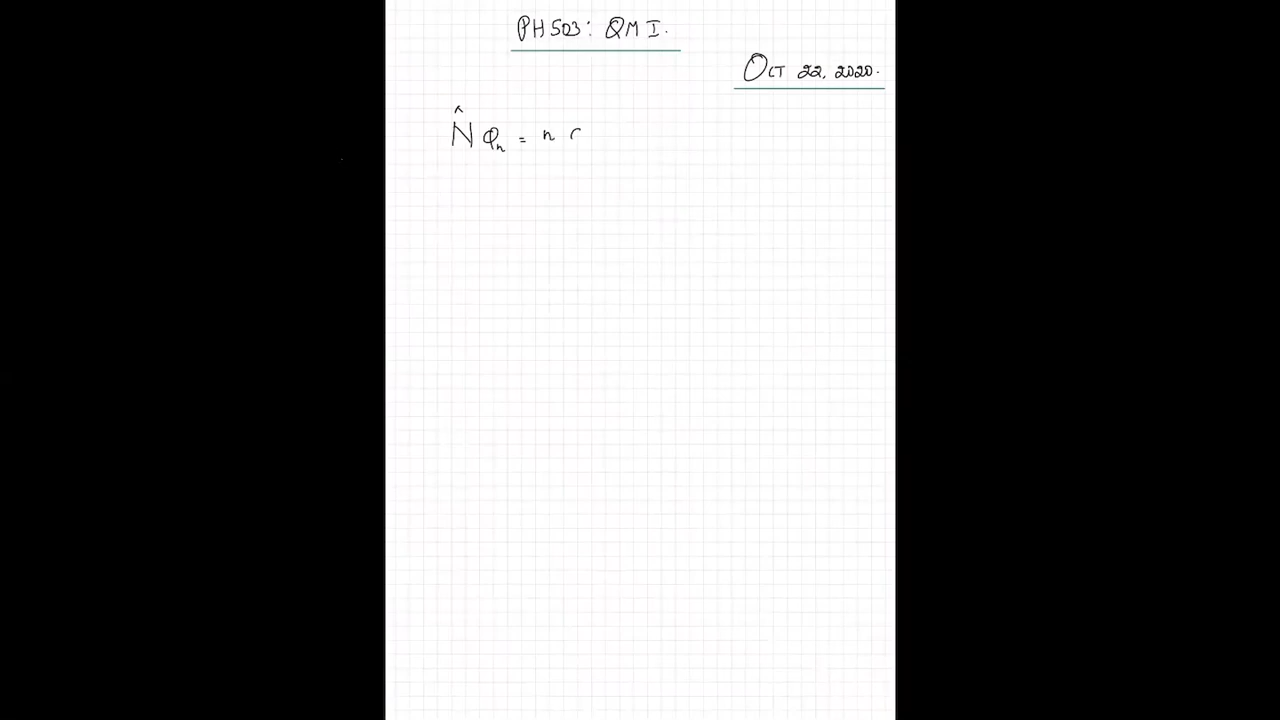 PH503: QM I.
Oct 22, 2020.
N̂ φₙ = n